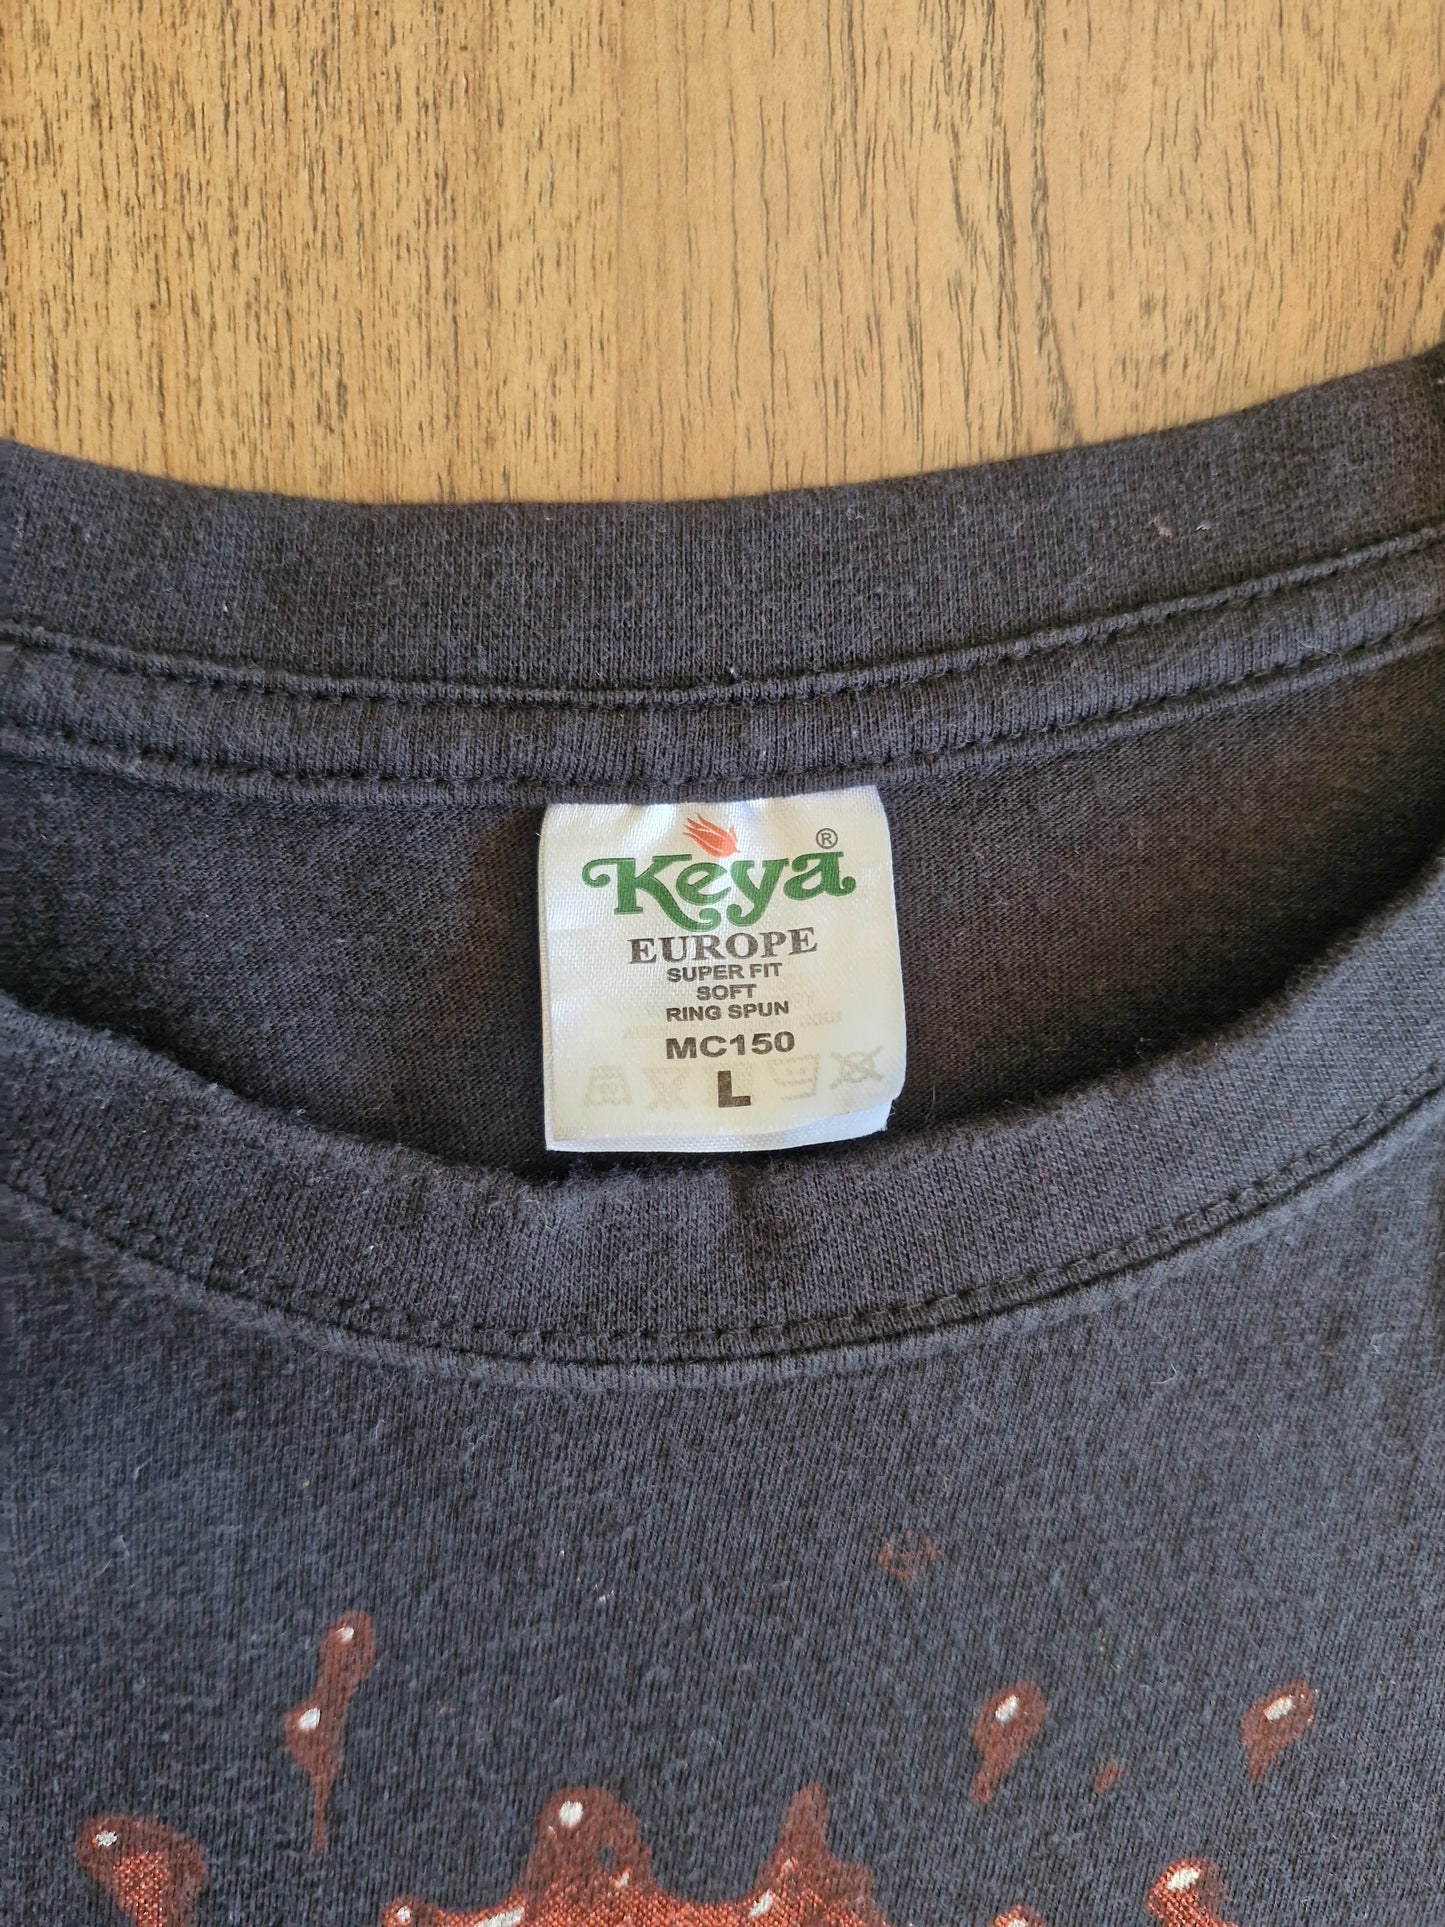 Keya®
EUROPE
SUPER FIT
SOFT
RING SPUN
MC150
L